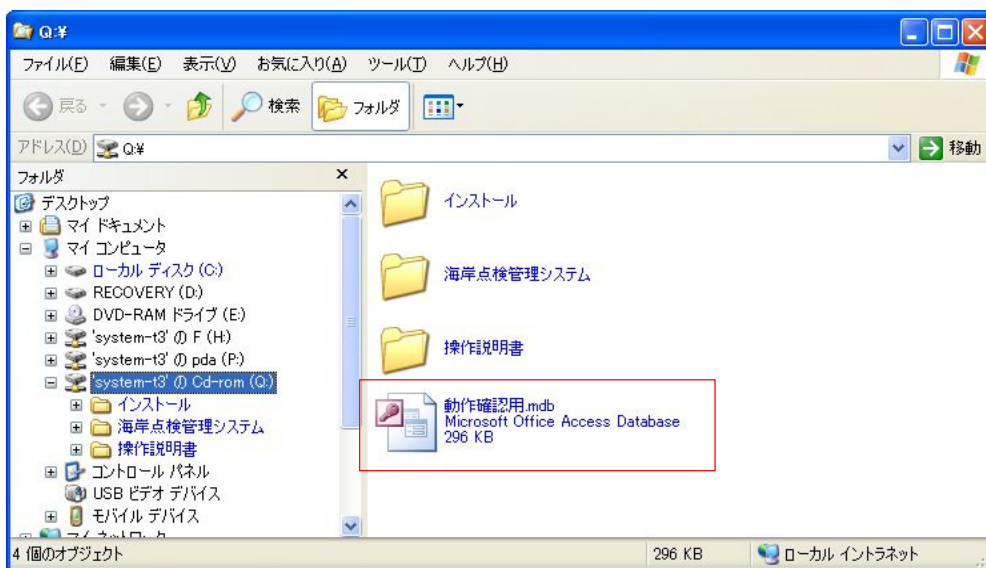 Q:¥
ファイル(F) 編集(E) 表示(V) お気に入り(A) ツール(T) ヘルプ(H)
戻る 検索 フォルダ
アドレス(D) Q:¥ 移動
フォルダ
デスクトップ
マイ ドキュメント
マイ コンピュータ
ローカル ディスク (C:)
RECOVERY (D:)
DVD-RAM ドライブ (E:)
'system-t3' の F (H:)
'system-t3' の pda (P:)
'system-t3' の Cd-rom (Q:)
インストール
海岸点検管理システム
操作説明書
コントロール パネル
USB ビデオ デバイス
モバイル デバイス
マイ ネットワーク
インストール
海岸点検管理システム
操作説明書
動作確認用.mdb
Microsoft Office Access Database
296 KB
4 個のオブジェクト 296 KB ローカル イントラネット